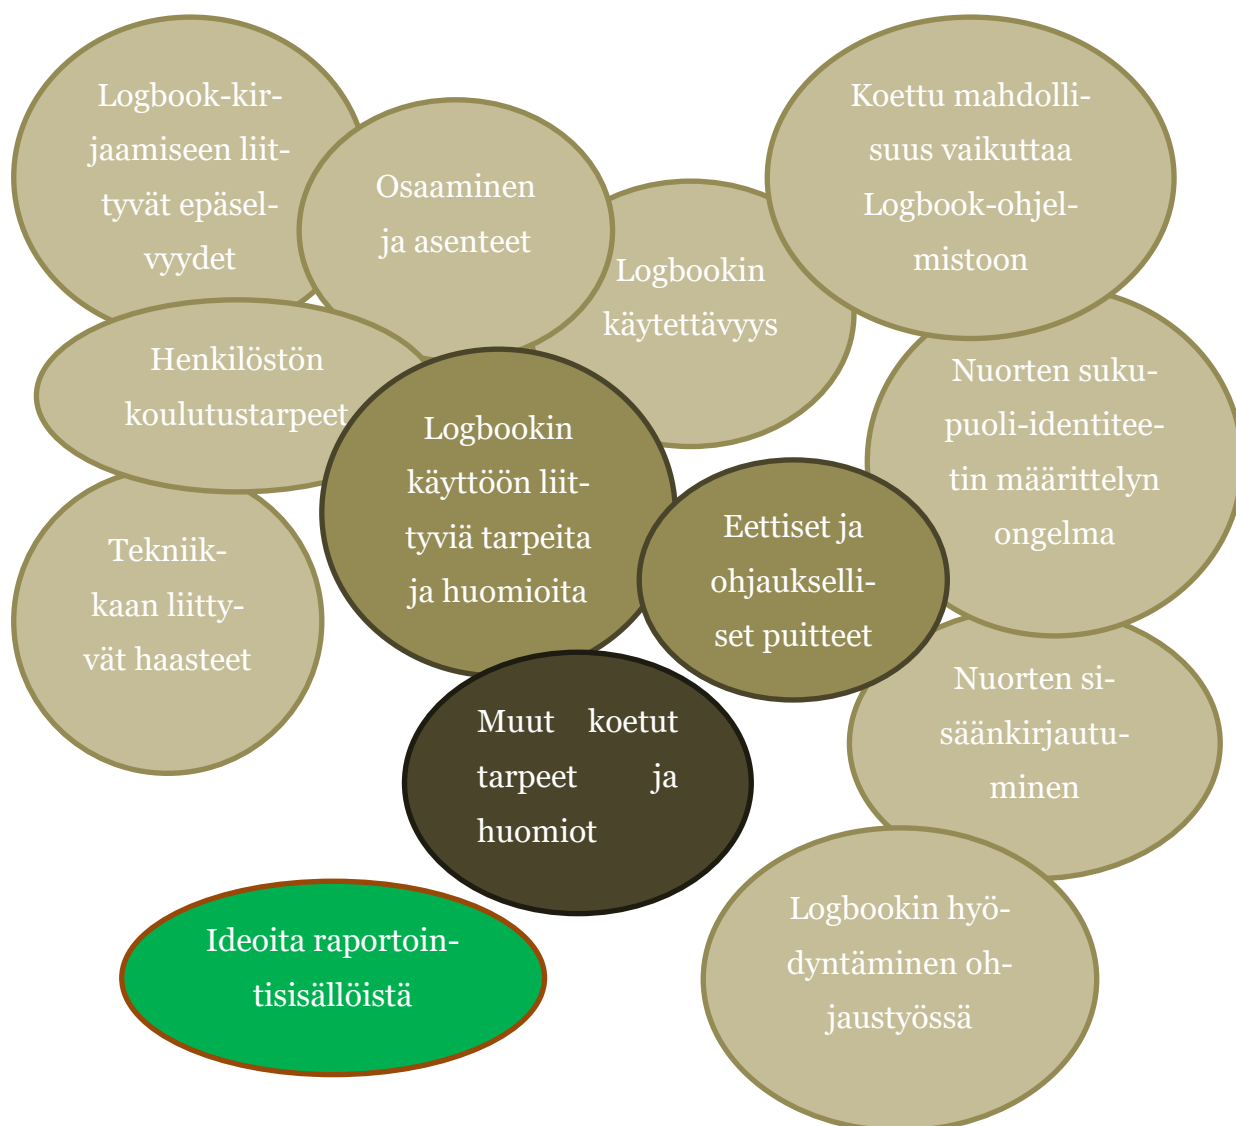 Logbook-kir-
jaamiseen liit-
tyvät epäsel-
vyydet
Osaaminen
ja asenteet
Logbookin
käytettävyys
Koettu mahdolli-
suus vaikuttaa
Logbook-ohjel-
mistoon
Henkilöstön
koulutustarpeet
Logbookin
käyttöön liit-
tyviä tarpeita
ja huomioita
Nuorten suku-
puoli-identitee-
tin määrittelyn
ongelma
Eettiset ja
ohjaukselli-
set puitteet
Tekniik-
kaan liitty-
vät haasteet
Nuorten si-
säänkirjautu-
minen
Muut koetut
tarpeet ja
huomiot
Ideoita raportoin-
tisisällöistä
Logbookin hyö-
dyntäminen oh-
jaustyössä